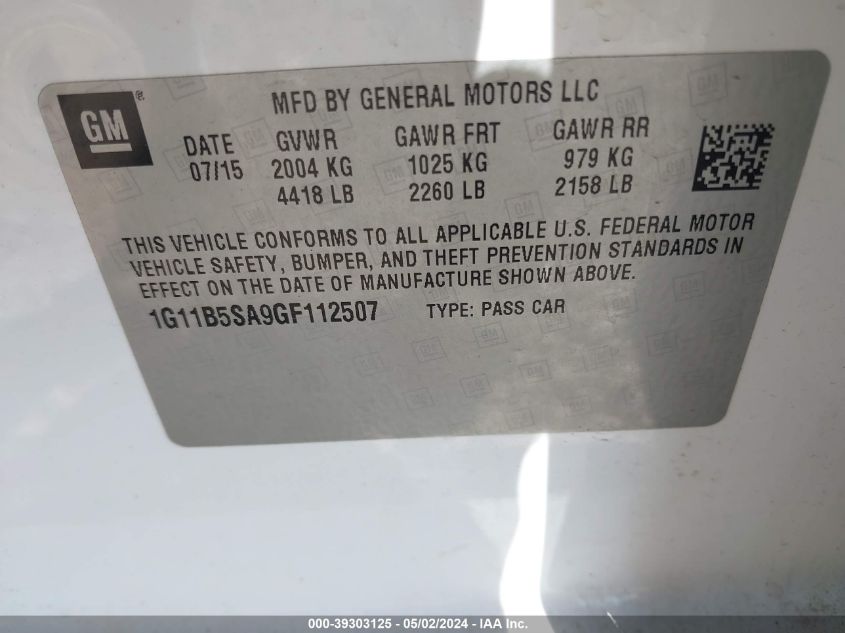 GM ®
MFD BY GENERAL MOTORS LLC
DATE GVWR GAWR FRT GAWR RR
07/15 2004 KG 1025 KG 979 KG
4418 LB 2260 LB 2158 LB
THIS VEHICLE CONFORMS TO ALL APPLICABLE U.S. FEDERAL MOTOR
VEHICLE SAFETY, BUMPER, AND THEFT PREVENTION STANDARDS IN
EFFECT ON THE DATE OF MANUFACTURE SHOWN ABOVE.
1G11B5SA9GF112507 TYPE: PASS CAR
000-39303125 - 05/02/2024 - IAA Inc.